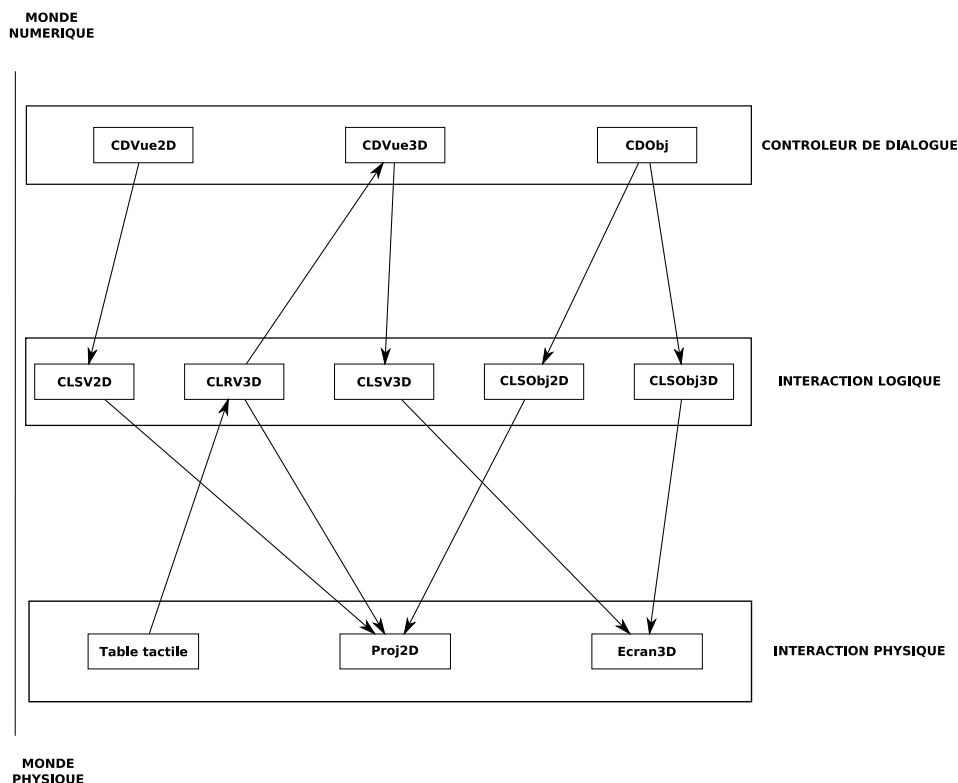 MONDE
NUMERIQUE
CDVue2D
CDVue3D
CDObj
CONTROLEUR DE DIALOGUE
CLSV2D
CLRV3D
CLSV3D
CLSObj2D
CLSObj3D
INTERACTION LOGIQUE
Table tactile
Proj2D
Ecran3D
INTERACTION PHYSIQUE
MONDE
PHYSIQUE